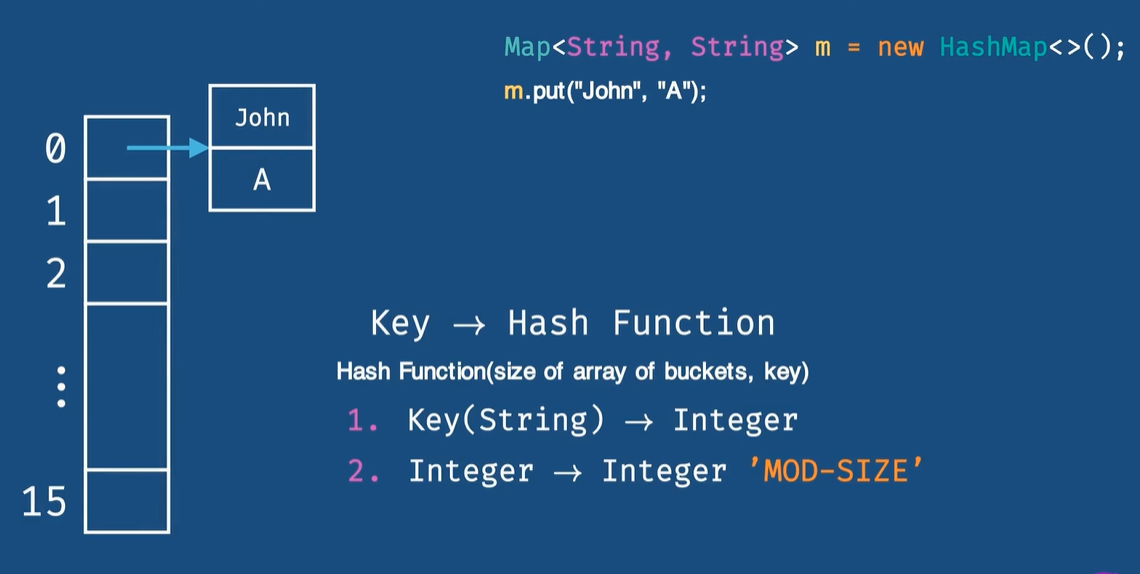 Map<String, String> m = new HashMap<>();
m.put("John", "A");
John
A
0
1
2
⋮
15
Key → Hash Function
Hash Function(size of array of buckets, key)
1. Key(String) → Integer
2. Integer → Integer ’MOD-SIZE’